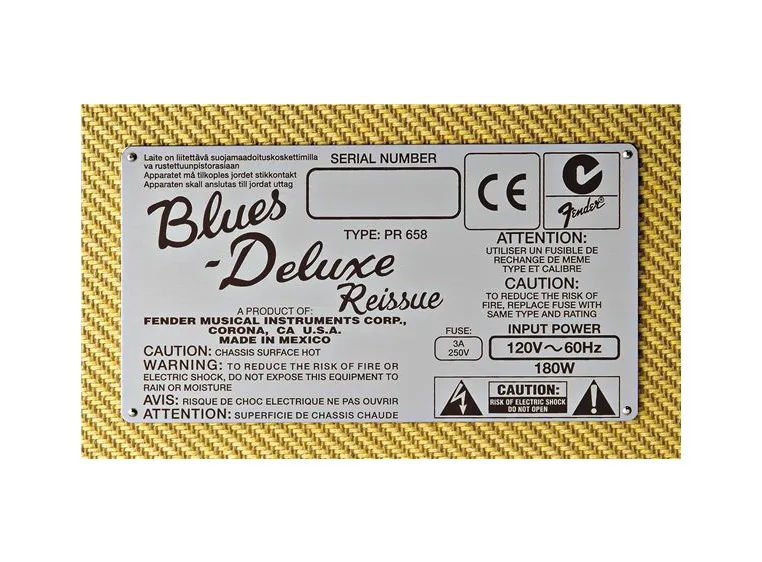 Laite on liitettävä suojamaadoituskoskettimilla
va rustettuunpistorasiaan
Apparatet må tilkoples jordet stikkontakt
Apparaten skall anslutas till jordat uttag
SERIAL NUMBER
TYPE: PR 658
CE
Fender®
Blues
-Deluxe
Reissue
A PRODUCT OF:
FENDER MUSICAL INSTRUMENTS CORP.,
CORONA, CA U.S.A.
MADE IN MEXICO
CAUTION: CHASSIS SURFACE HOT
WARNING: TO REDUCE THE RISK OF FIRE OR
ELECTRIC SHOCK, DO NOT EXPOSE THIS EQUIPMENT TO
RAIN OR MOISTURE
AVIS: RISQUE DE CHOC ELECTRIQUE NE PAS OUVRIR
ATTENTION: SUPERFICIE DE CHASSIS CHAUDE
ATTENTION:
UTILISER UN FUSIBLE DE
RECHANGE DE MEME
TYPE ET CALIBRE
CAUTION:
TO REDUCE THE RISK OF
FIRE, REPLACE FUSE WITH
SAME TYPE AND RATING
FUSE:
3A
250V
INPUT POWER
120V～60Hz
180W
CAUTION:
RISK OF ELECTRIC SHOCK
DO NOT OPEN